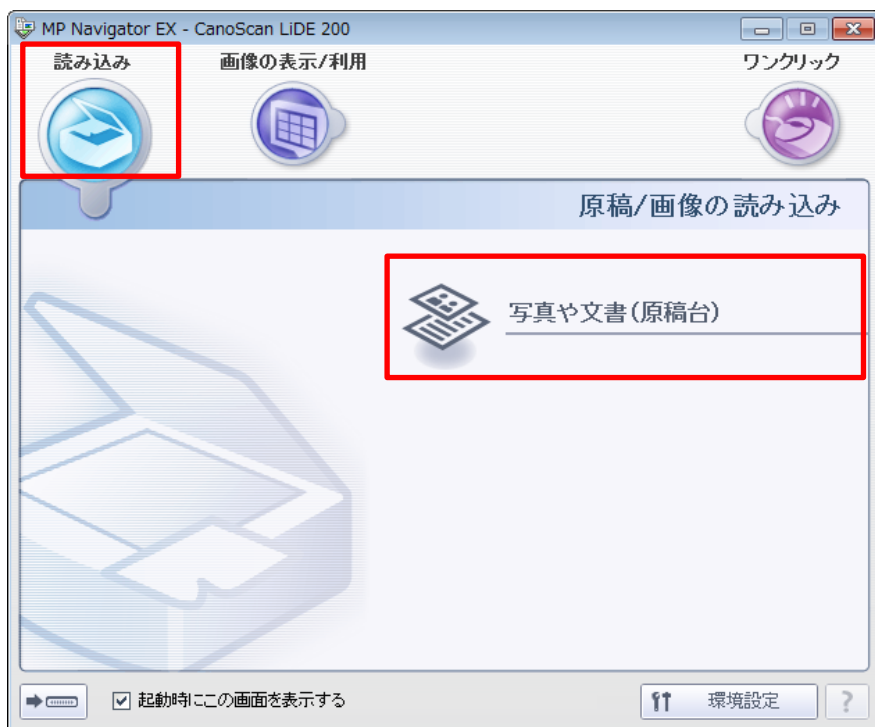 MP Navigator EX - CanoScan LiDE 200
読み込み
画像の表示/利用
ワンクリック
原稿/画像の読み込み
写真や文書(原稿台)
起動時にこの画面を表示する
環境設定
?